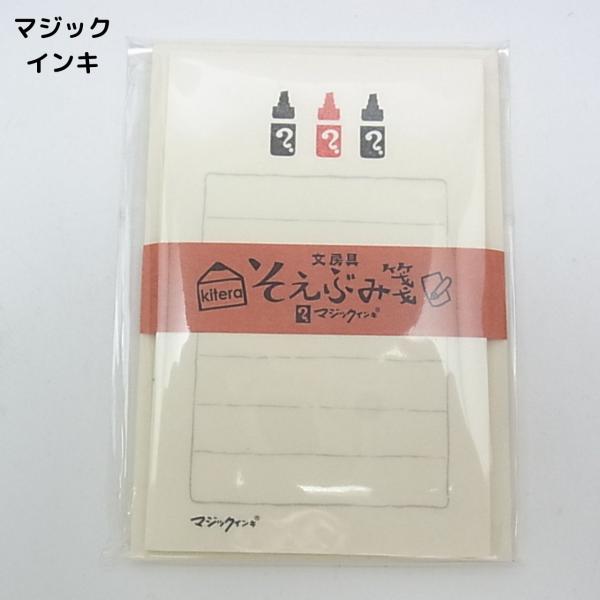 マジック
インキ
? ? ?
文房具
kitera そえぶみ箋
? マジックインキ®
マジックインキ®